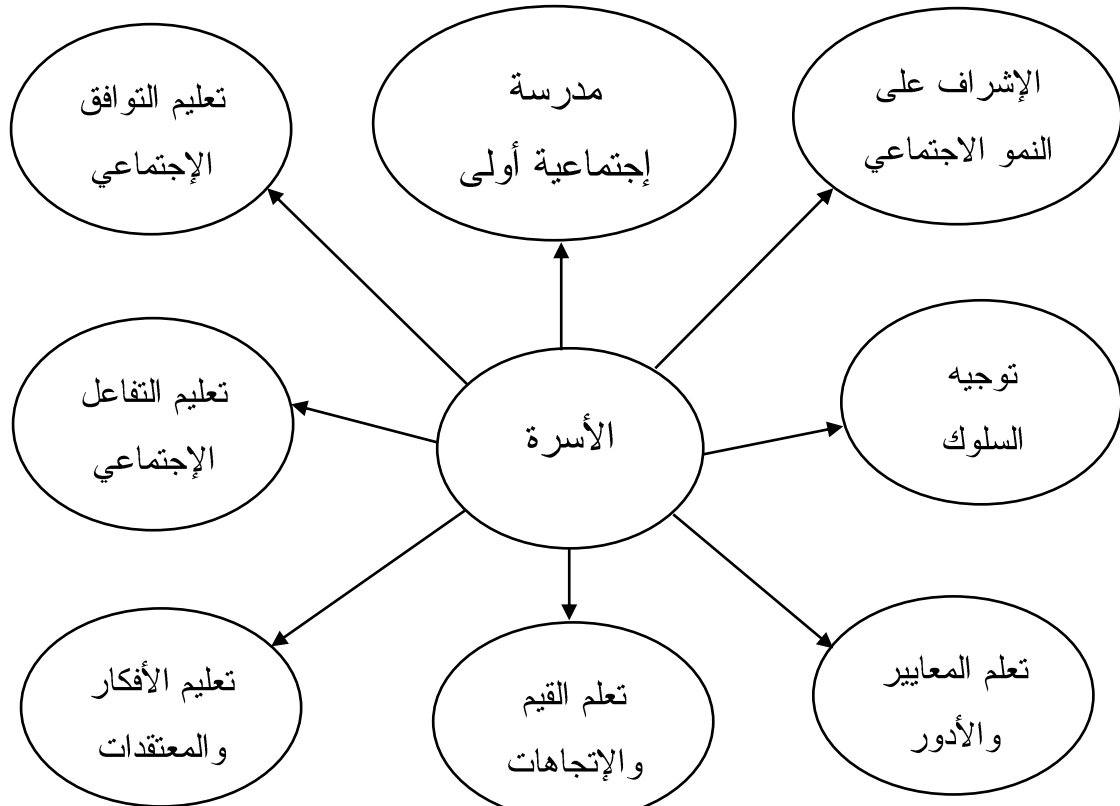 الإشراف على
النمو الاجتماعي
مدرسة
إجتماعية أولى
تعليم التوافق
الإجتماعي
توجيه
السلوك
الأسرة
تعليم التفاعل
الإجتماعي
تعلم المعايير
والأدور
تعلم القيم
والإتجاهات
تعليم الأفكار
والمعتقدات